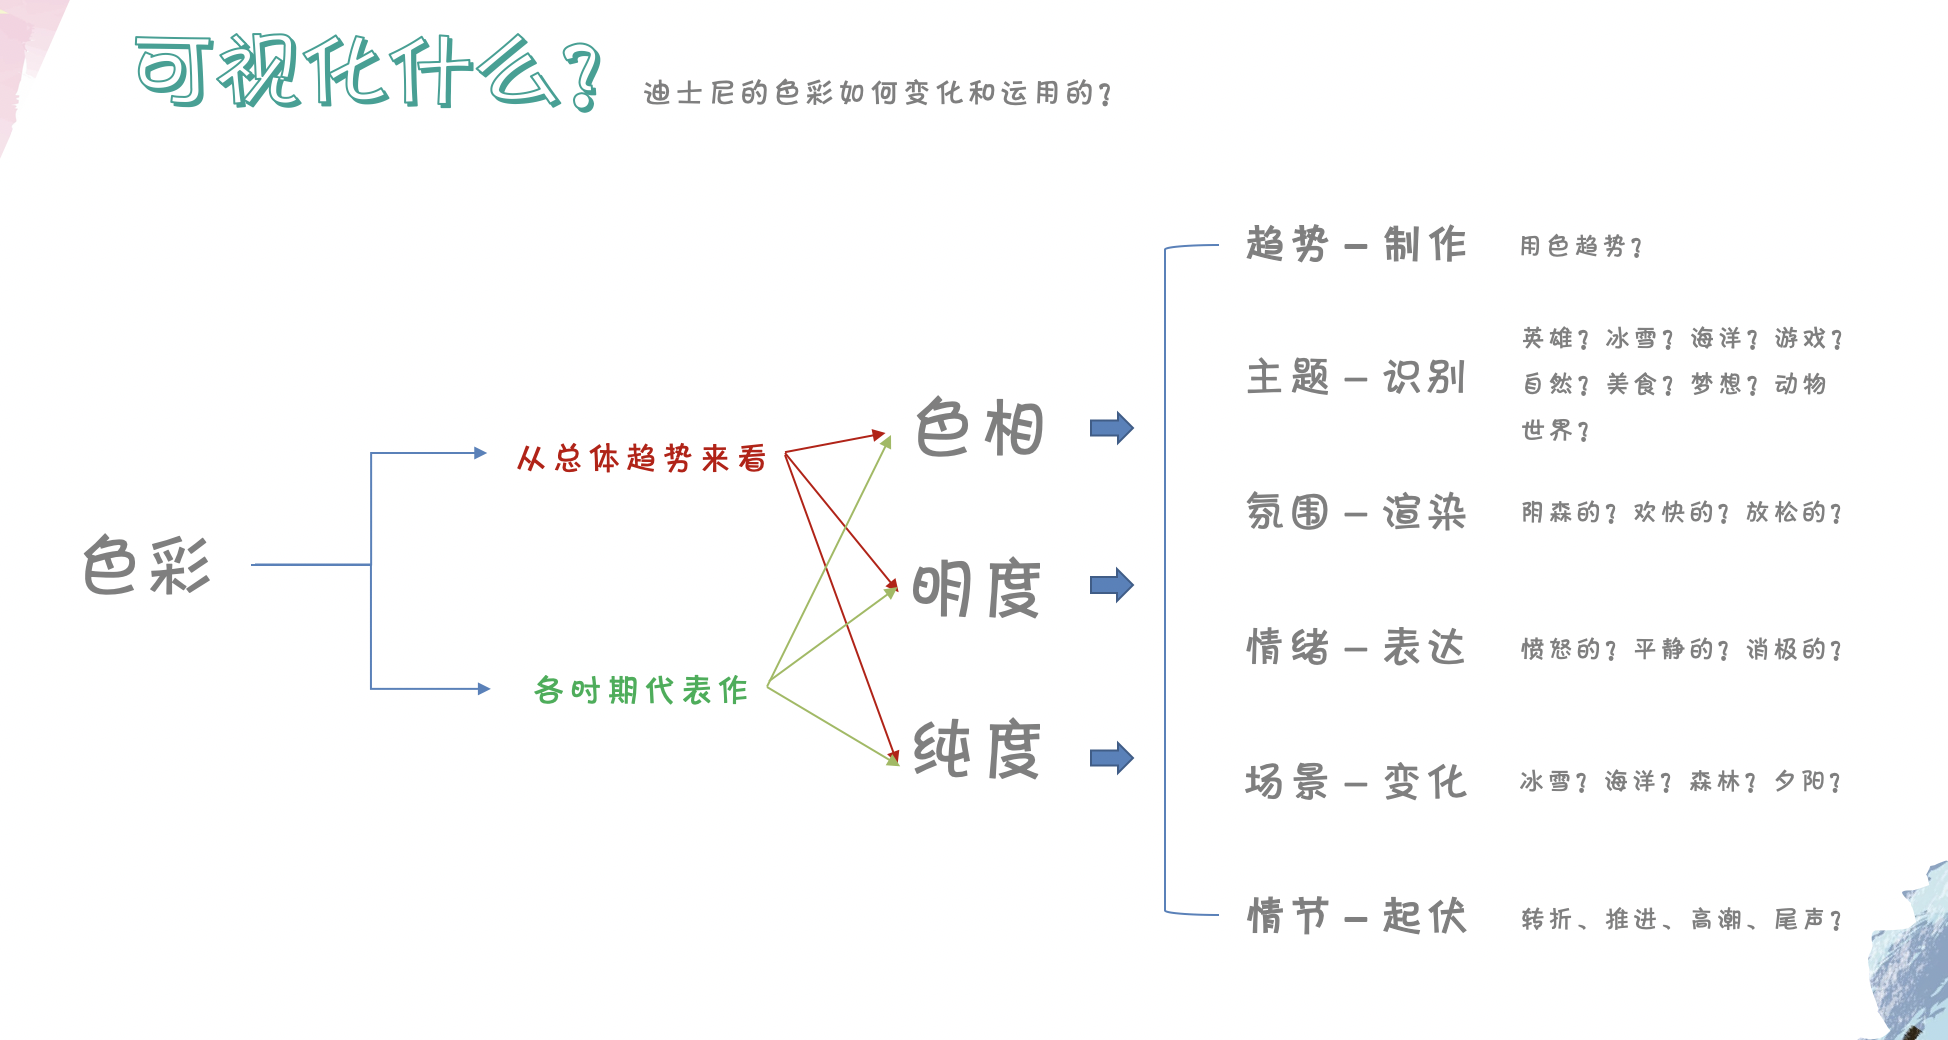 可视化什么？
迪士尼的色彩如何变化和运用的？
色彩
从总体趋势来看
各时期代表作
色相
明度
纯度
趋势 – 制作
用色趋势？
主题 – 识别
英雄？冰雪？海洋？游戏？
自然？美食？梦想？动物
世界？
氛围 – 渲染
阴森的？欢快的？放松的？
情绪 – 表达
愤怒的？平静的？消极的？
场景 – 变化
冰雪？海洋？森林？夕阳？
情节 – 起伏
转折、推进、高潮、尾声？